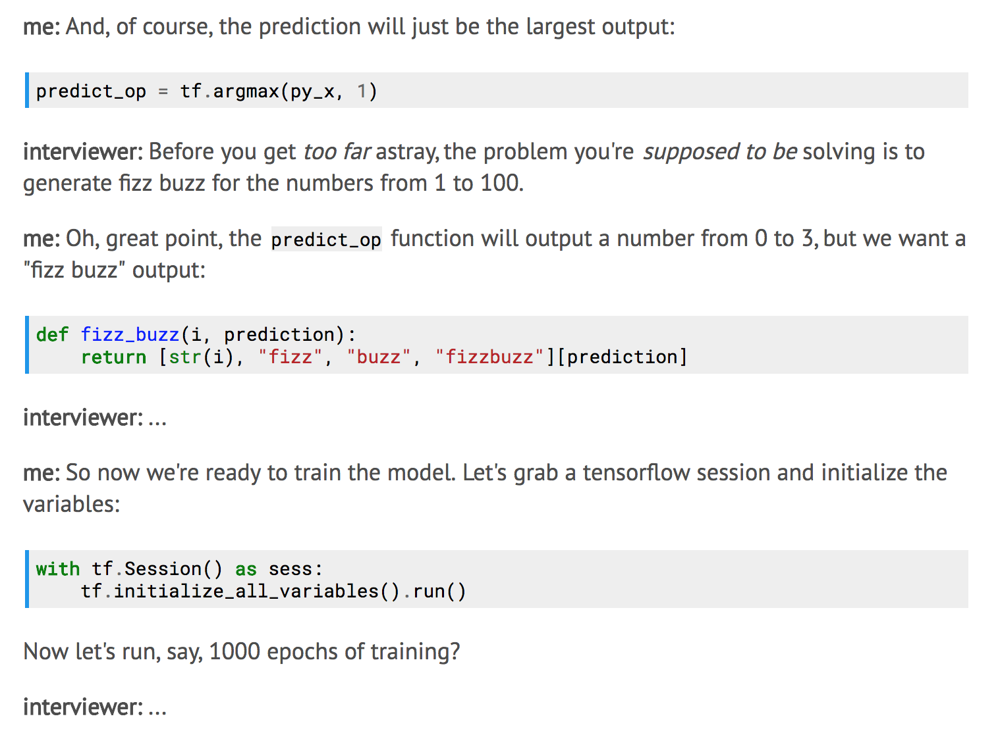 me: And, of course, the prediction will just be the largest output:
predict_op = tf.argmax(py_x, 1)
interviewer: Before you get too far astray, the problem you're supposed to be solving is to
generate fizz buzz for the numbers from 1 to 100.
me: Oh, great point, the predict_op function will output a number from 0 to 3, but we want a
"fizz buzz" output:
def fizz_buzz(i, prediction):
    return [str(i), "fizz", "buzz", "fizzbuzz"][prediction]
interviewer: ...
me: So now we're ready to train the model. Let's grab a tensorflow session and initialize the
variables:
with tf.Session() as sess:
    tf.initialize_all_variables().run()
Now let's run, say, 1000 epochs of training?
interviewer: ...